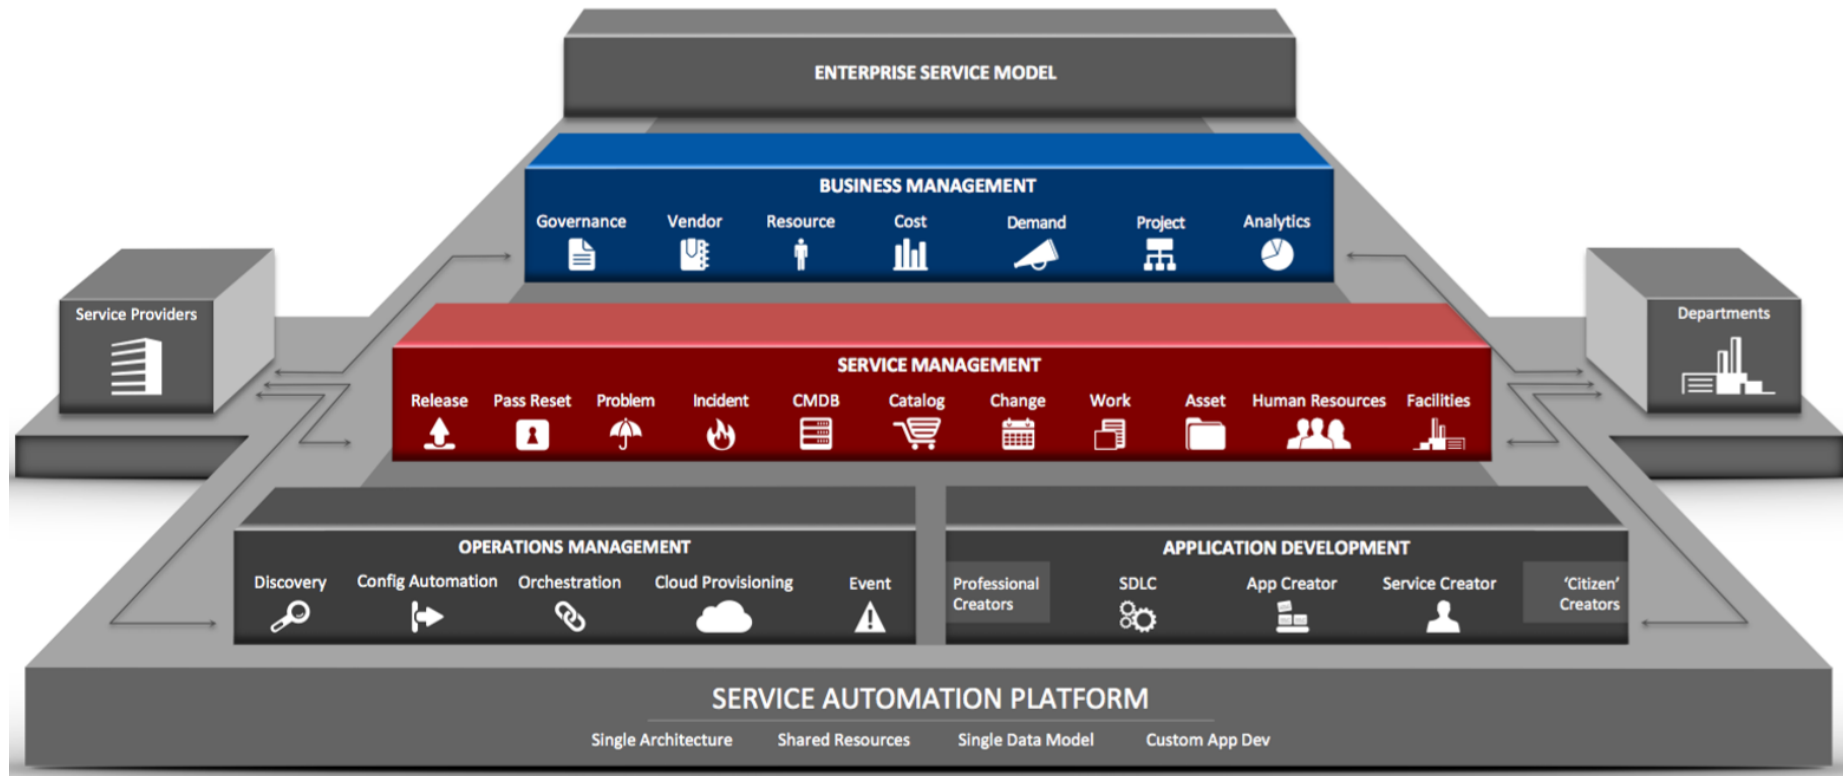 ENTERPRISE SERVICE MODEL
BUSINESS MANAGEMENT
Governance Vendor Resource Cost Demand Project Analytics
Service Providers
Departments
SERVICE MANAGEMENT
Release Pass Reset Problem Incident CMDB Catalog Change Work Asset Human Resources Facilities
OPERATIONS MANAGEMENT
Discovery Config Automation Orchestration Cloud Provisioning Event
APPLICATION DEVELOPMENT
Professional
Creators
SDLC App Creator Service Creator
‘Citizen’
Creators
SERVICE AUTOMATION PLATFORM
Single Architecture Shared Resources Single Data Model Custom App Dev